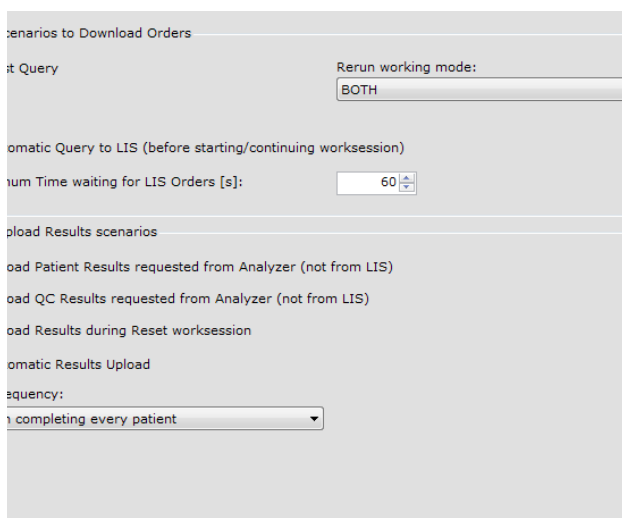 cenarios to Download Orders
st Query
Rerun working mode:
BOTH
omatic Query to LIS (before starting/continuing worksession)
num Time waiting for LIS Orders [s]:
60
pload Results scenarios
oad Patient Results requested from Analyzer (not from LIS)
oad QC Results requested from Analyzer (not from LIS)
oad Results during Reset worksession
omatic Results Upload
equency:
n completing every patient